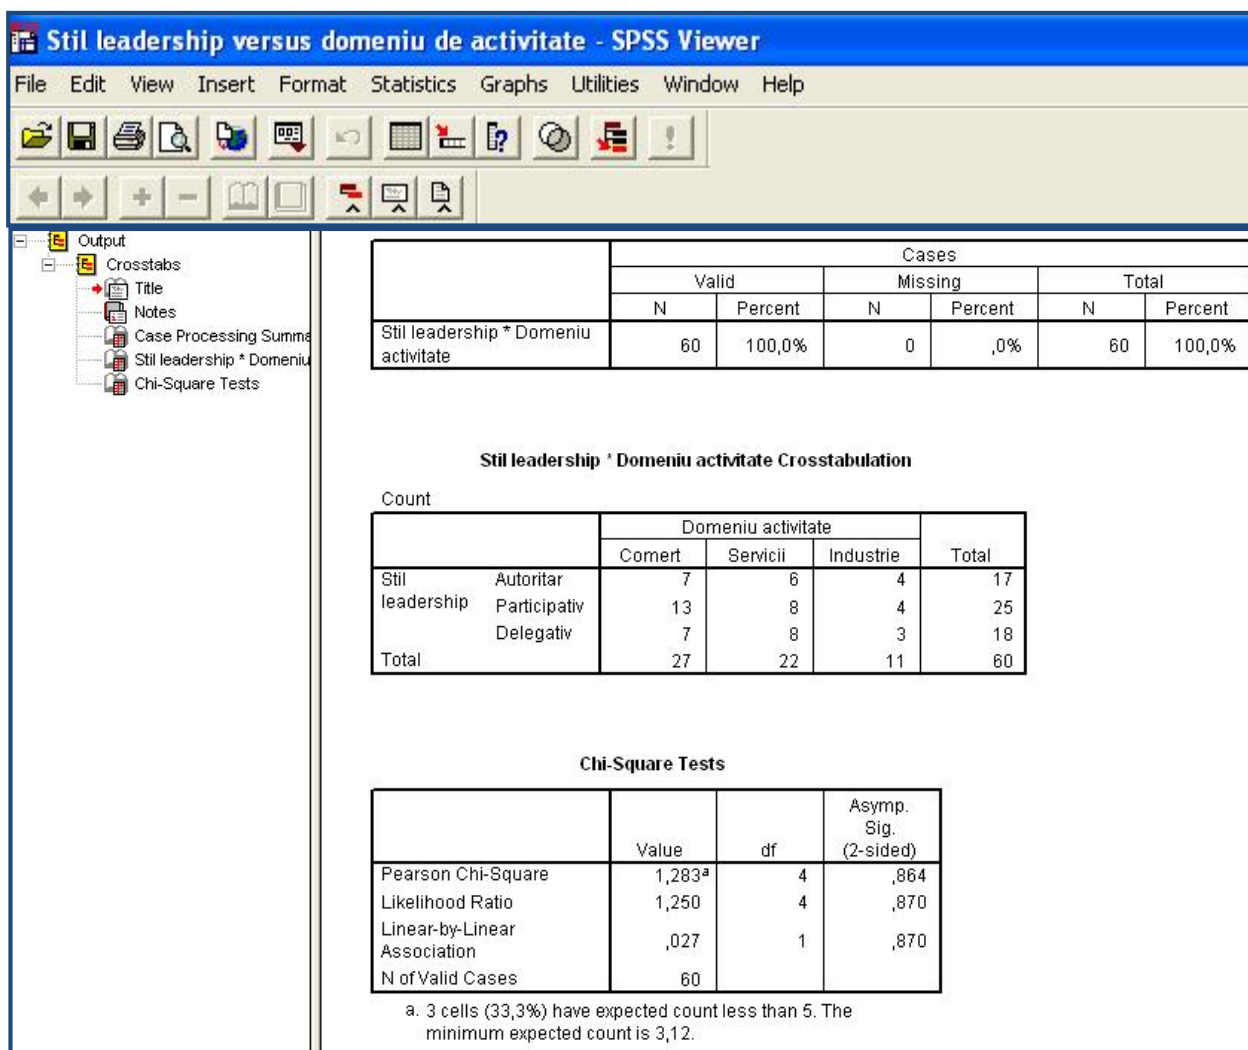 Stil leadership versus domeniu de activitate - SPSS Viewer
File Edit View Insert Format Statistics Graphs Utilities Window Help
Output
Crosstabs
Title
Notes
Case Processing Summa
Stil leadership * Domeniu
Chi-Square Tests
Cases
Valid Missing Total
N Percent N Percent N Percent
Stil leadership * Domeniu
activitate 60 100,0% 0 ,0% 60 100,0%
Stil leadership * Domeniu activitate Crosstabulation
Count
Domeniu activitate
Comert Servicii Industrie Total
Stil Autoritar 7 6 4 17
leadership Participativ 13 8 4 25
Delegativ 7 8 3 18
Total 27 22 11 60
Chi-Square Tests
Asymp.
Sig.
Value df (2-sided)
Pearson Chi-Square 1,283a 4 ,864
Likelihood Ratio 1,250 4 ,870
Linear-by-Linear
Association ,027 1 ,870
N of Valid Cases 60
a. 3 cells (33,3%) have expected count less than 5. The
minimum expected count is 3,12.